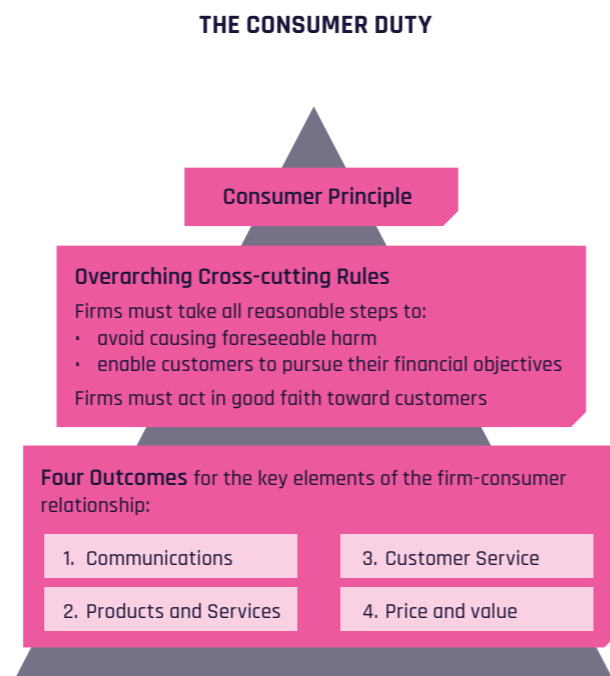 THE CONSUMER DUTY
Consumer Principle
Overarching Cross-cutting Rules
Firms must take all reasonable steps to:
• avoid causing foreseeable harm
• enable customers to pursue their financial objectives
Firms must act in good faith toward customers
Four Outcomes for the key elements of the firm-consumer
relationship:
1. Communications
2. Products and Services
3. Customer Service
4. Price and value